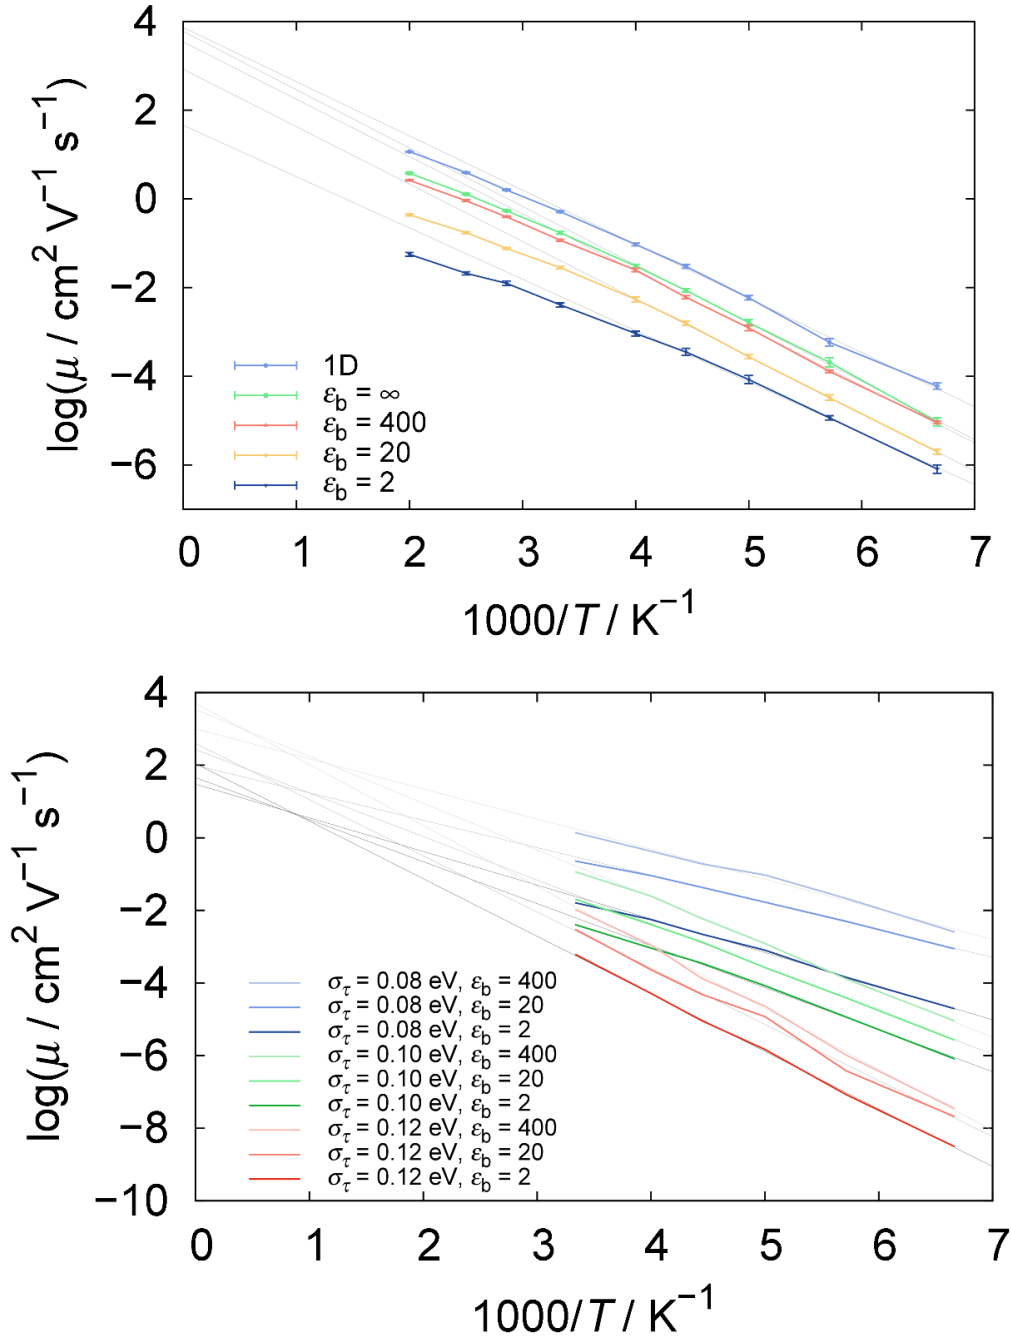 4
2
0
−2
−4
−6
log(μ / cm² V⁻¹ s⁻¹)
1D
εb = ∞
εb = 400
εb = 20
εb = 2
0 1 2 3 4 5 6 7
1000/T / K⁻¹
4
2
0
−2
−4
−6
−8
−10
log(μ / cm² V⁻¹ s⁻¹)
στ = 0.08 eV, εb = 400
στ = 0.08 eV, εb = 20
στ = 0.08 eV, εb = 2
στ = 0.10 eV, εb = 400
στ = 0.10 eV, εb = 20
στ = 0.10 eV, εb = 2
στ = 0.12 eV, εb = 400
στ = 0.12 eV, εb = 20
στ = 0.12 eV, εb = 2
0 1 2 3 4 5 6 7
1000/T / K⁻¹